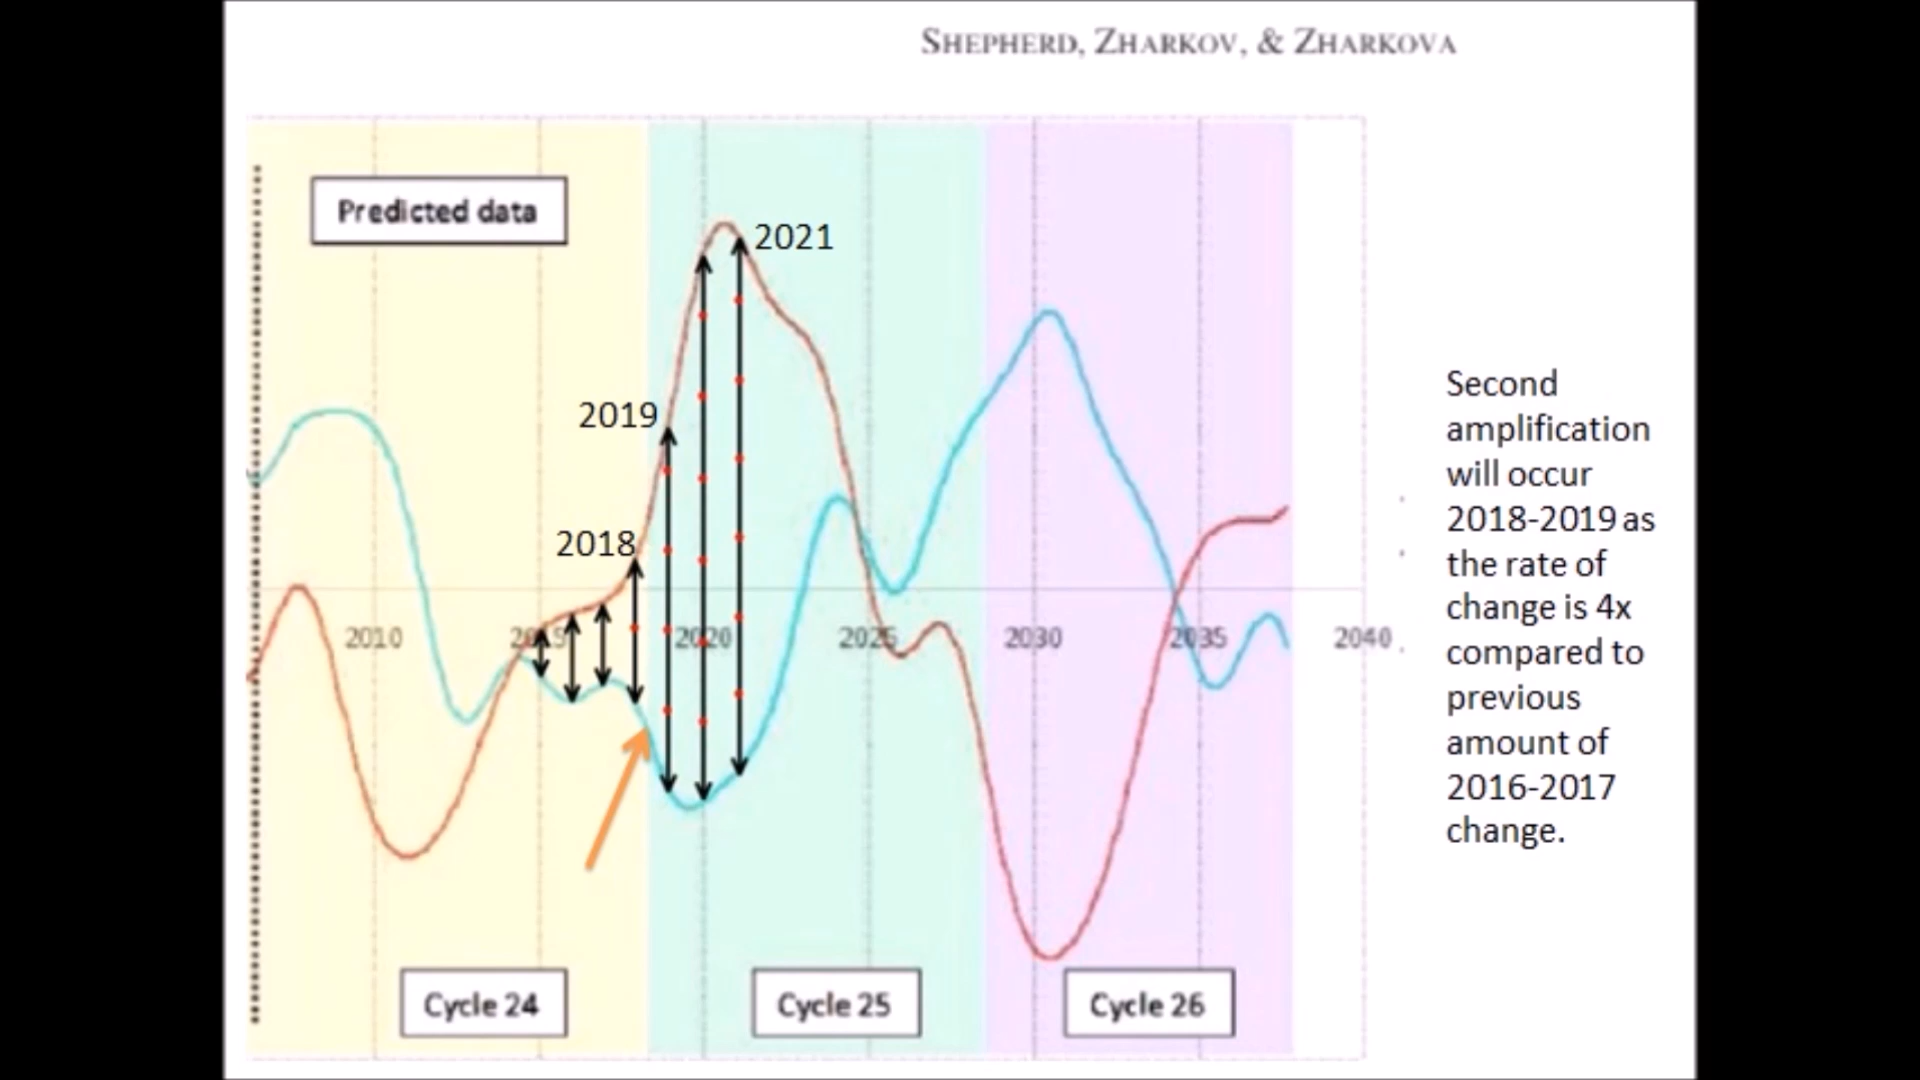 SHEPHERD, ZHARKOV, & ZHARKOVA
Predicted data
2021
2019
2018
2010 2015 2020 2025 2030 2035 2040
Second
amplification
will occur
2018-2019 as
the rate of
change is 4x
compared to
previous
amount of
2016-2017
change.
Cycle 24
Cycle 25
Cycle 26